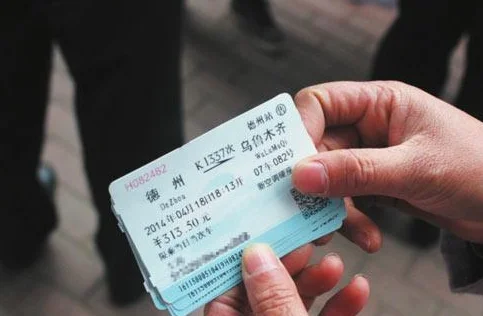 H082482 德州站 ㊝
德 州 K1337次 乌鲁木齐
DeZhou WuLuMuQi
2014年04月18日18:13开 07车082号
￥313.50元 新空调硬座
限乘当日当次车